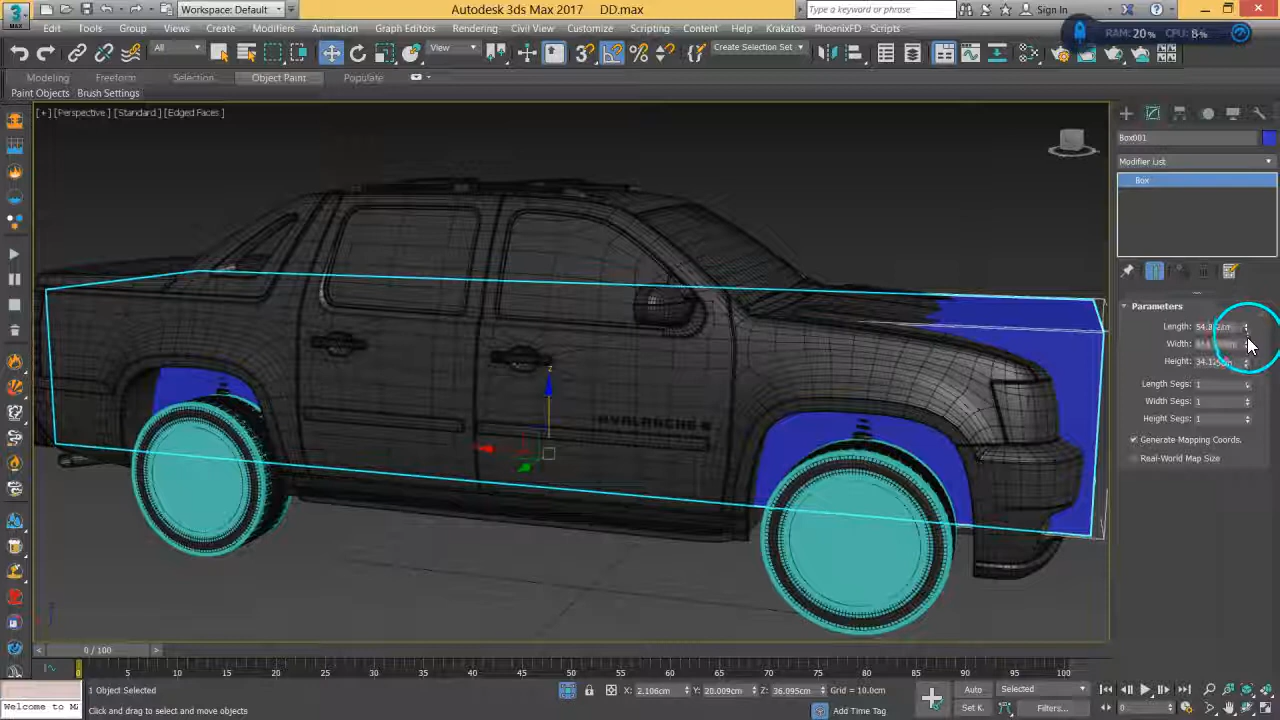 Workspace: Default
Autodesk 3ds Max 2017 DD.max
Type a keyword or phrase
Sign In
MAX
Edit Tools Group Views Create Modifiers Animation Graph Editors Rendering Civil View Customize Scripting Content Help Krakatoa PhoenixFD Scripts
RAM: 20% CPU: 8%
All
View
Create Selection Set
Modeling Freeform Selection Object Paint Populate
Paint Objects Brush Settings
[+] [Perspective ] [Standard ] [Edged Faces ]
Box001
Modifier List
Box
Parameters
Length:
Width:
Height:
Length Segs: 1
Width Segs: 1
Height Segs: 1
Generate Mapping Coords.
Real-World Map Size
AVALANCHE
z
0 / 100
0 5 10 15 20 25 30 35 40 45 50 55 60 65 70 75 80 85 90 95 100
1 Object Selected
X: 2.106cm Y: 20.009cm Z: 36.095cm Grid = 10.0cm
Auto Selected
Welcome to M
Click and drag to select and move objects
Add Time Tag
Set K. Filters...
0